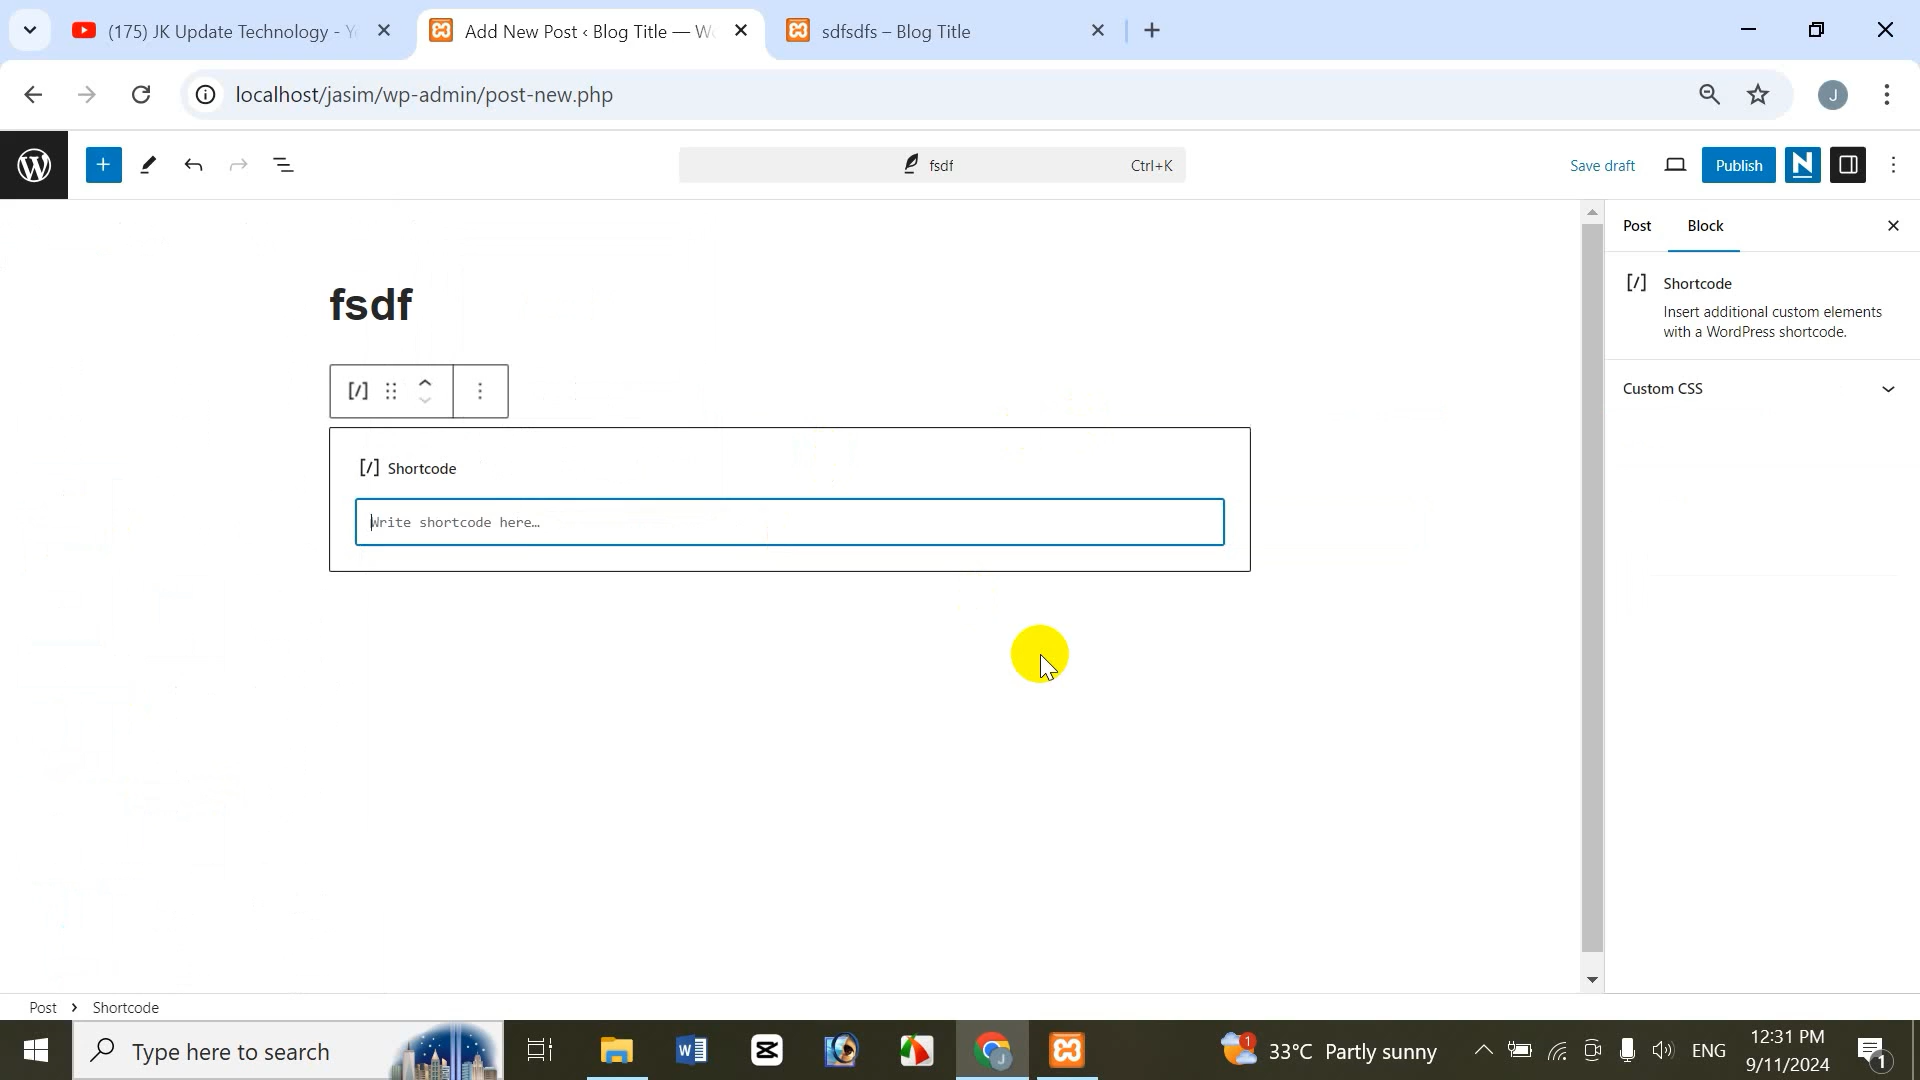 (175) JK Update Technology - Y
Add New Post ‹ Blog Title — Wo
sdfsdfs – Blog Title
localhost/jasim/wp-admin/post-new.php
J
fsdf
Ctrl+K
Save draft
Publish
N
Post
Block
[/]
Shortcode
Insert additional custom elements
with a WordPress shortcode.
Custom CSS
fsdf
[/]
[/] Shortcode
Write shortcode here...
Post › Shortcode
Type here to search
1
33°C Partly sunny
ENG
12:31 PM
9/11/2024
1